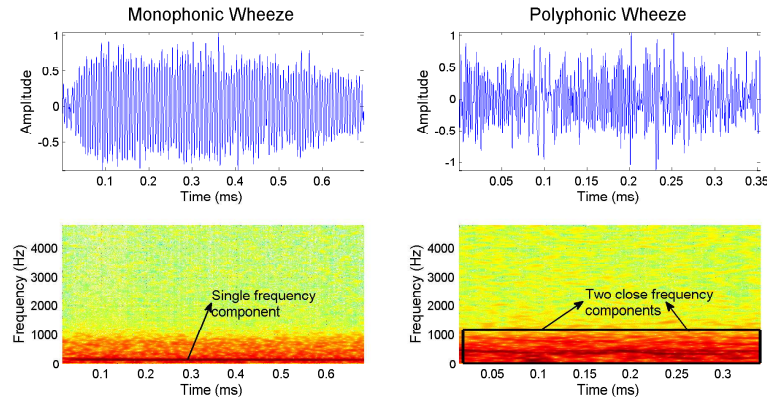 Monophonic Wheeze
Polyphonic Wheeze
Amplitude
1
0.5
0
-0.5
0.1 0.2 0.3 0.4 0.5 0.6
Time (ms)
Amplitude
1
0.5
0
-0.5
-1
0.05 0.1 0.15 0.2 0.25 0.3 0.35
Time (ms)
Frequency (Hz)
4000
3000
2000
1000
0
Single frequency
component
0.1 0.2 0.3 0.4 0.5 0.6
Time (ms)
Frequency (Hz)
4000
3000
2000
1000
0
Two close frequency
components
0.05 0.1 0.15 0.2 0.25 0.3
Time (ms)